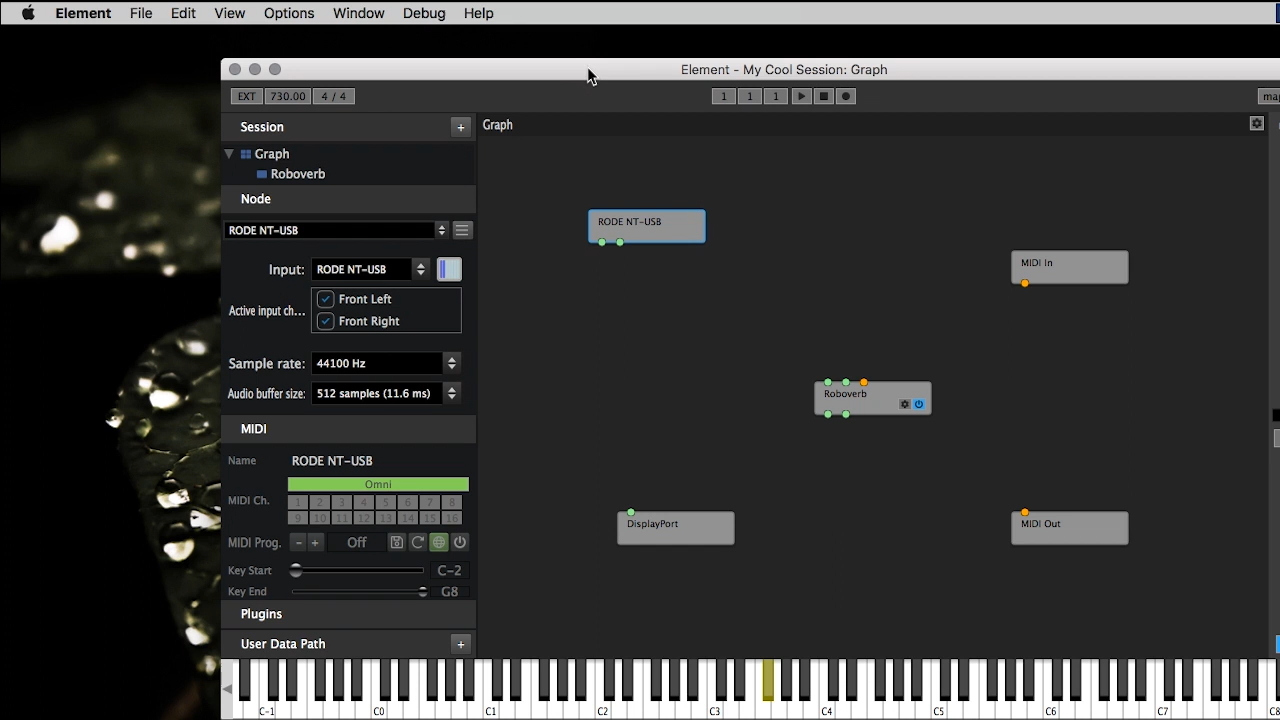 Element File Edit View Options Window Debug Help
Element - My Cool Session: Graph
EXT 730.00 4 / 4 1 1 1
Session +
Graph
Graph
Roboverb
Node
RODE NT-USB
RODE NT-USB
Input: RODE NT-USB
MIDI In
Active input ch...
Front Left
Front Right
Sample rate: 44100 Hz
Audio buffer size: 512 samples (11.6 ms)
Roboverb
MIDI
Name RODE NT-USB
Omni
MIDI Ch.
1 2 3 4 5 6 7 8
9 10 11 12 13 14 15 16
DisplayPort
MIDI Out
MIDI Prog. - + Off
Key Start C-2
Key End G8
Plugins
User Data Path +
C-1 C0 C1 C2 C3 C4 C5 C6 C7 C8